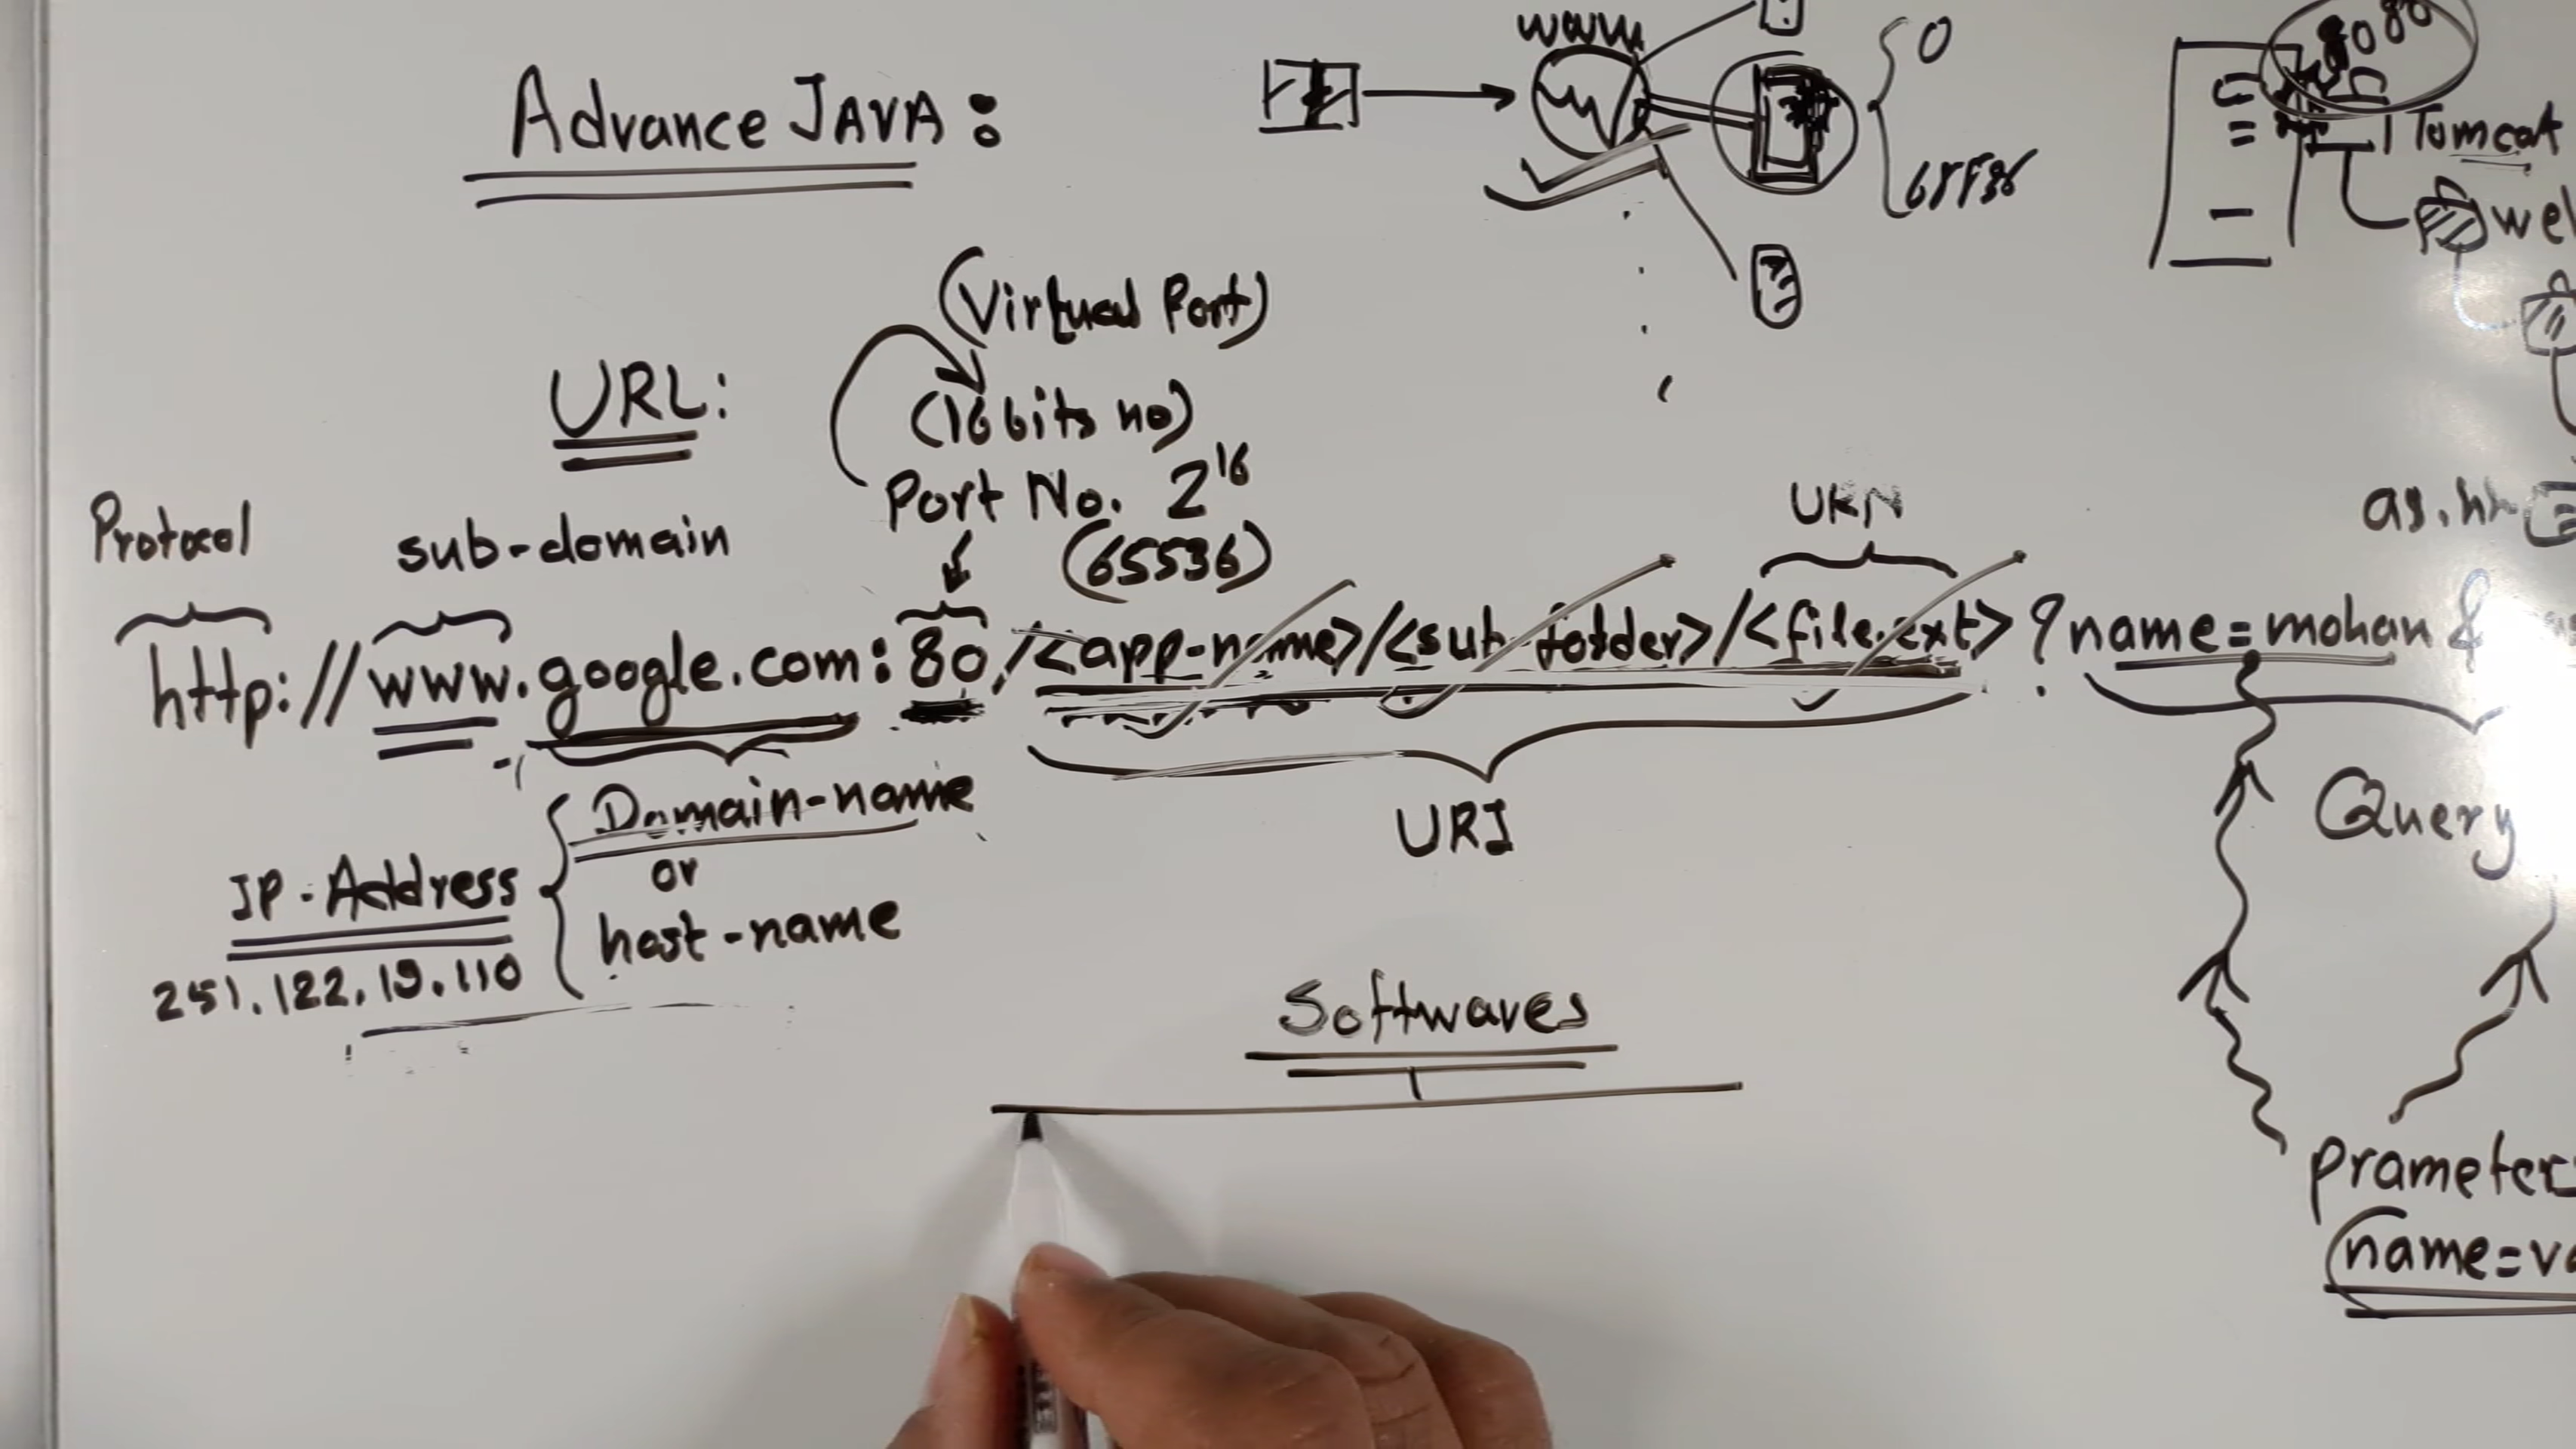 Advance JAVA:
www
0
65536
8080
Tomcat
(Virtual Port)
URL:
(16 bits no)
Port No. 2^16
(65536)
Protocol
sub-domain
URN
http://www.google.com:80/<app-name>/<sub-folder>/<file.ext>?name=mohan &
Domain-name
or
host-name
IP-Address
251.122.19.110
URI
Query
Softwares
prameter
name=